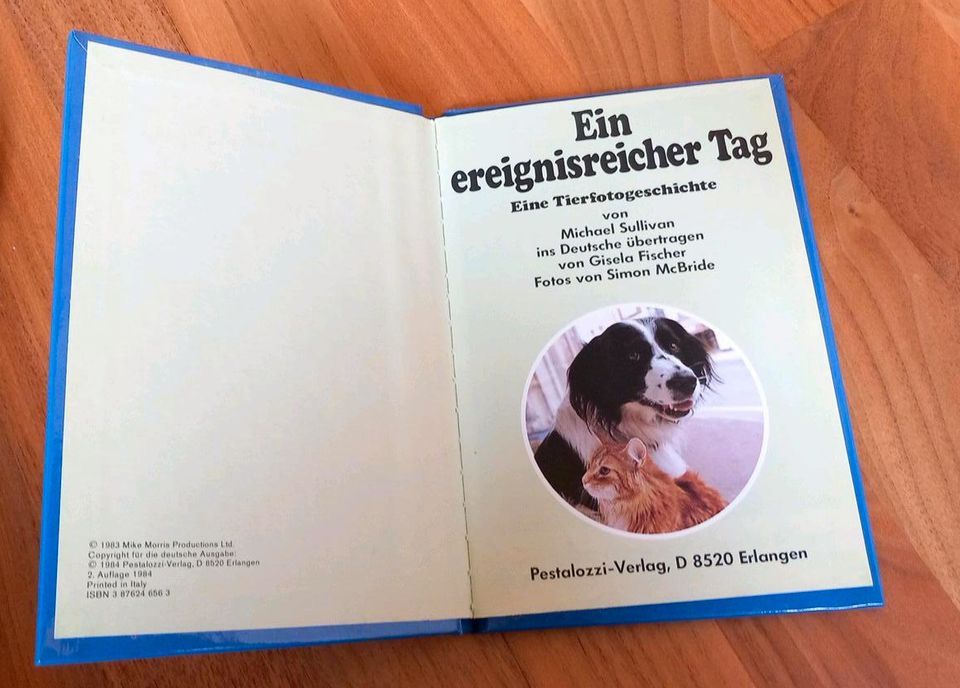 © 1983 Mike Morris Productions Ltd.
Copyright für die deutsche Ausgabe:
© 1984 Pestalozzi-Verlag, D 8520 Erlangen
2. Auflage 1984
Printed in Italy
ISBN 3 87624 656 3
Ein
ereignisreicher Tag
Eine Tierfotogeschichte
von
Michael Sullivan
ins Deutsche übertragen
von Gisela Fischer
Fotos von Simon McBride
Pestalozzi-Verlag, D 8520 Erlangen